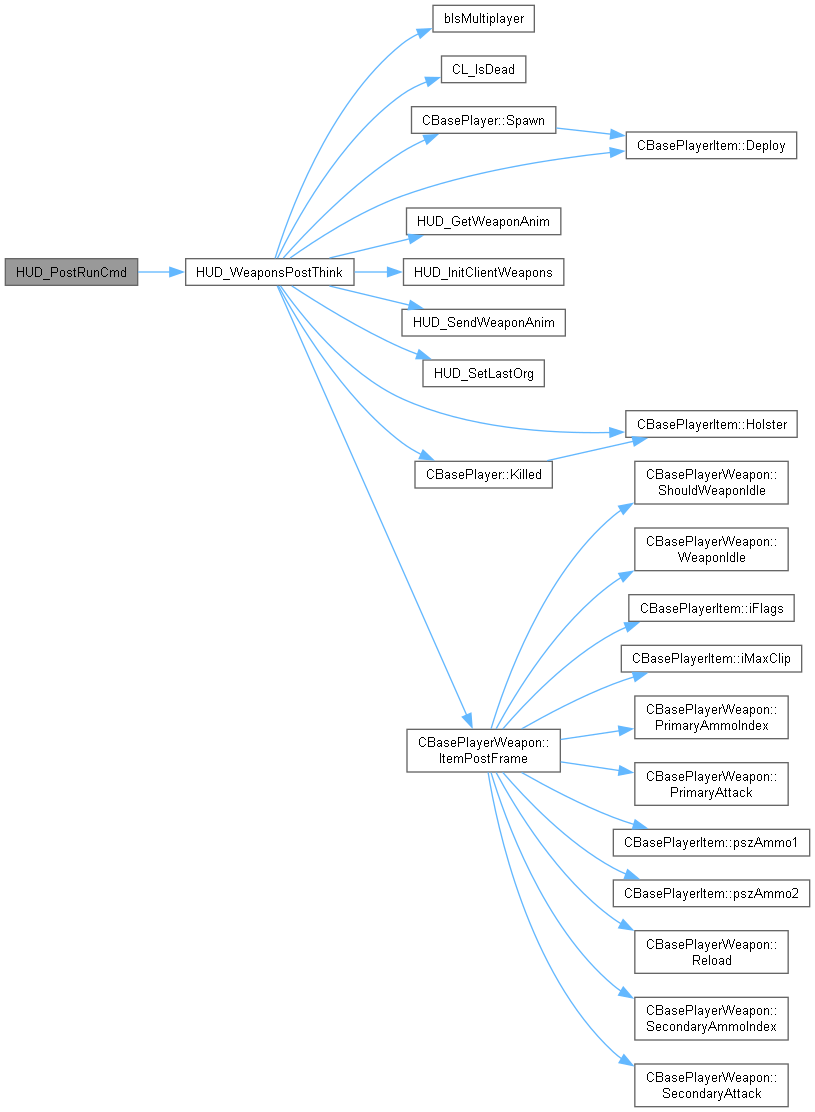 bIsMultiplayer
CL_IsDead
CBasePlayer::Spawn
CBasePlayerItem::Deploy
HUD_GetWeaponAnim
HUD_PostRunCmd
HUD_WeaponsPostThink
HUD_InitClientWeapons
HUD_SendWeaponAnim
HUD_SetLastOrg
CBasePlayerItem::Holster
CBasePlayer::Killed
CBasePlayerWeapon::
ShouldWeaponIdle
CBasePlayerWeapon::
WeaponIdle
CBasePlayerItem::iFlags
CBasePlayerItem::iMaxClip
CBasePlayerWeapon::
PrimaryAmmoIndex
CBasePlayerWeapon::
ItemPostFrame
CBasePlayerWeapon::
PrimaryAttack
CBasePlayerItem::pszAmmo1
CBasePlayerItem::pszAmmo2
CBasePlayerWeapon::
Reload
CBasePlayerWeapon::
SecondaryAmmoIndex
CBasePlayerWeapon::
SecondaryAttack